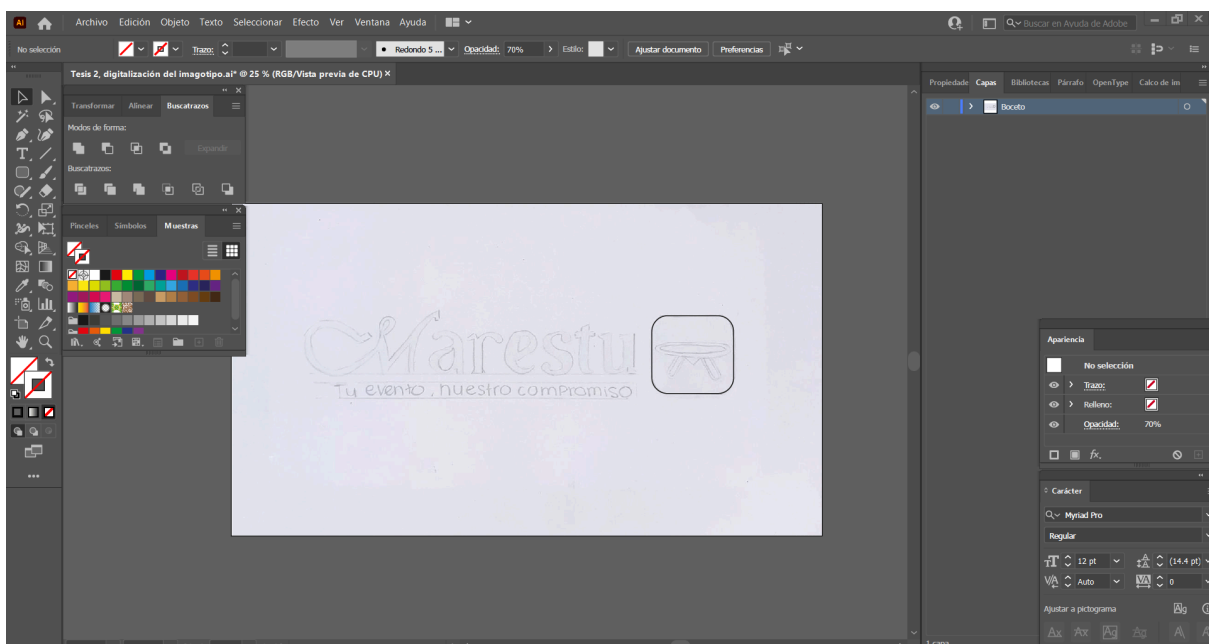 Archivo Edición Objeto Texto Seleccionar Efecto Ver Ventana Ayuda
Buscar en Ayuda de Adobe
No selección Trazo: Redondo 5 ... Opacidad: 70% Estilo: Ajustar documento Preferencias
Tesis 2, digitalización del imagotipo.ai* @ 25 % (RGB/Vista previa de CPU) ×
Transformar Alinear Buscatrazos
Modos de forma:
Expandir
Buscatrazos:
Pinceles Símbolos Muestras
Marestu
Tu evento, nuestro compromiso
Propiedade Capas Bibliotecas Párrafo OpenType Calco de im
Boceto
Apariencia
No selección
Trazo:
Relleno:
Opacidad: 70%
fx.
Carácter
Myriad Pro
Regular
12 pt (14.4 pt)
Auto 0
Ajustar a pictograma
1 capa